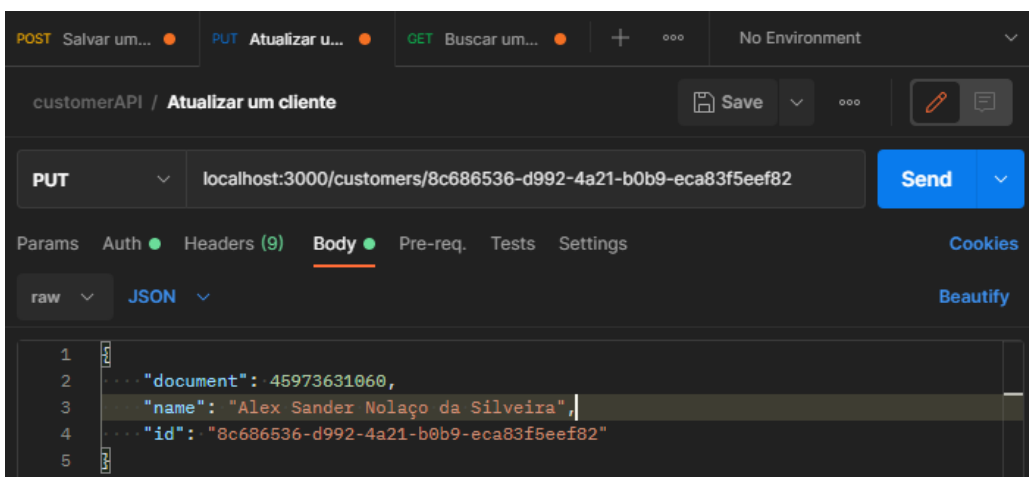 POST Salvar um... PUT Atualizar u... GET Buscar um... + ooo No Environment
customerAPI / Atualizar um cliente Save ooo
PUT localhost:3000/customers/8c686536-d992-4a21-b0b9-eca83f5eef82 Send
Params Auth Headers (9) Body Pre-req. Tests Settings Cookies
raw JSON Beautify
1 {
2 "document": 45973631060,
3 "name": "Alex Sander Nolaço da Silveira",
4 "id": "8c686536-d992-4a21-b0b9-eca83f5eef82"
5 }